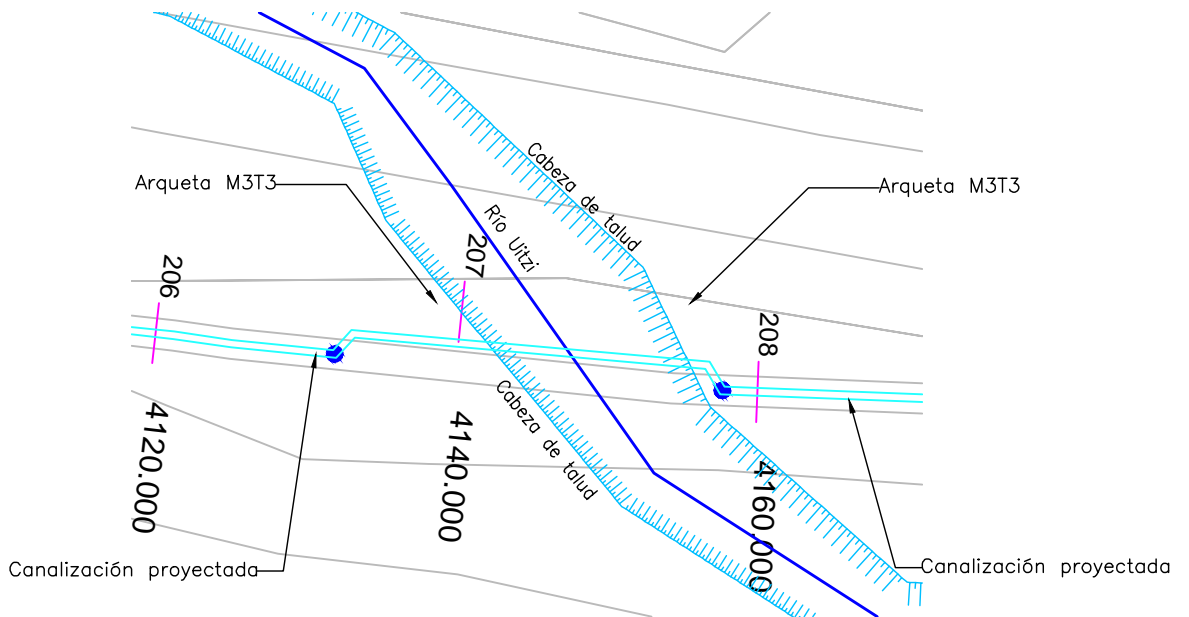 Cabeza de talud
Arqueta M3T3
Arqueta M3T3
Río Uitzi
207
206
208
Cabeza de talud
4120.000
4140.000
4160.000
Canalización proyectada
Canalización proyectada